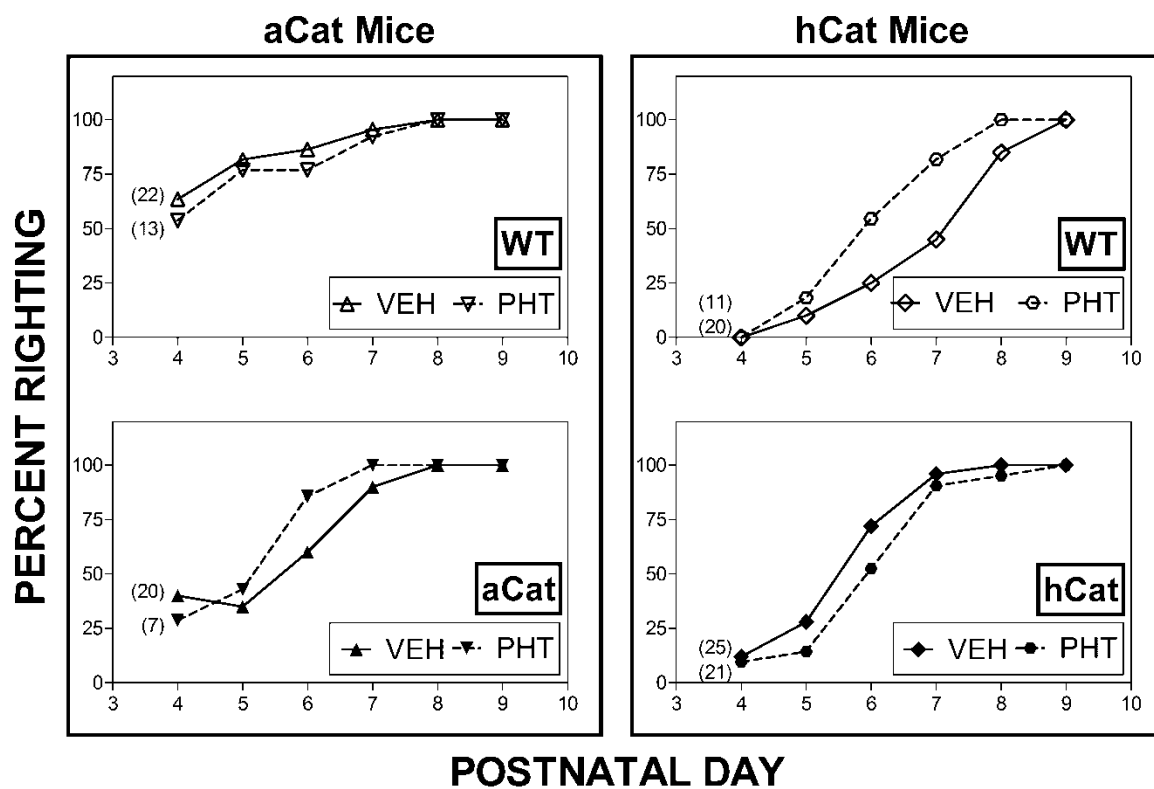 aCat Mice
hCat Mice
PERCENT RIGHTING
100
75
50
25
0
(22)
(13)
WT
VEH PHT
3 4 5 6 7 8 9 10
100
75
50
25
0
(11)
(20)
WT
VEH PHT
3 4 5 6 7 8 9 10
100
75
50
25
0
(20)
(7)
aCat
VEH PHT
3 4 5 6 7 8 9 10
100
75
50
25
0
(25)
(21)
hCat
VEH PHT
3 4 5 6 7 8 9 10
POSTNATAL DAY